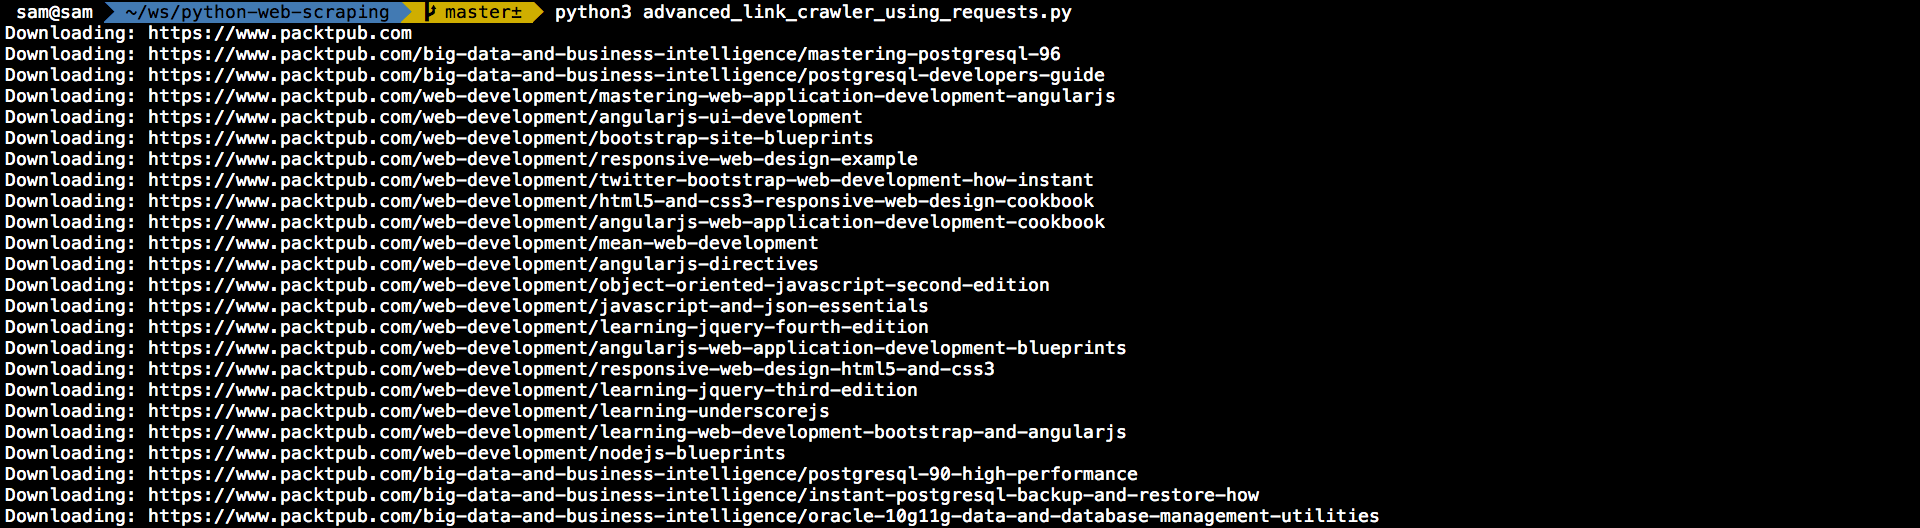 sam@sam ~/ws/python-web-scraping master± python3 advanced_link_crawler_using_requests.py
Downloading: https://www.packtpub.com
Downloading: https://www.packtpub.com/big-data-and-business-intelligence/mastering-postgresql-96
Downloading: https://www.packtpub.com/big-data-and-business-intelligence/postgresql-developers-guide
Downloading: https://www.packtpub.com/web-development/mastering-web-application-development-angularjs
Downloading: https://www.packtpub.com/web-development/angularjs-ui-development
Downloading: https://www.packtpub.com/web-development/bootstrap-site-blueprints
Downloading: https://www.packtpub.com/web-development/responsive-web-design-example
Downloading: https://www.packtpub.com/web-development/twitter-bootstrap-web-development-how-instant
Downloading: https://www.packtpub.com/web-development/html5-and-css3-responsive-web-design-cookbook
Downloading: https://www.packtpub.com/web-development/angularjs-web-application-development-cookbook
Downloading: https://www.packtpub.com/web-development/mean-web-development
Downloading: https://www.packtpub.com/web-development/angularjs-directives
Downloading: https://www.packtpub.com/web-development/object-oriented-javascript-second-edition
Downloading: https://www.packtpub.com/web-development/javascript-and-json-essentials
Downloading: https://www.packtpub.com/web-development/learning-jquery-fourth-edition
Downloading: https://www.packtpub.com/web-development/angularjs-web-application-development-blueprints
Downloading: https://www.packtpub.com/web-development/responsive-web-design-html5-and-css3
Downloading: https://www.packtpub.com/web-development/learning-jquery-third-edition
Downloading: https://www.packtpub.com/web-development/learning-underscorejs
Downloading: https://www.packtpub.com/web-development/learning-web-development-bootstrap-and-angularjs
Downloading: https://www.packtpub.com/web-development/nodejs-blueprints
Downloading: https://www.packtpub.com/big-data-and-business-intelligence/postgresql-90-high-performance
Downloading: https://www.packtpub.com/big-data-and-business-intelligence/instant-postgresql-backup-and-restore-how
Downloading: https://www.packtpub.com/big-data-and-business-intelligence/oracle-10g11g-data-and-database-management-utilities